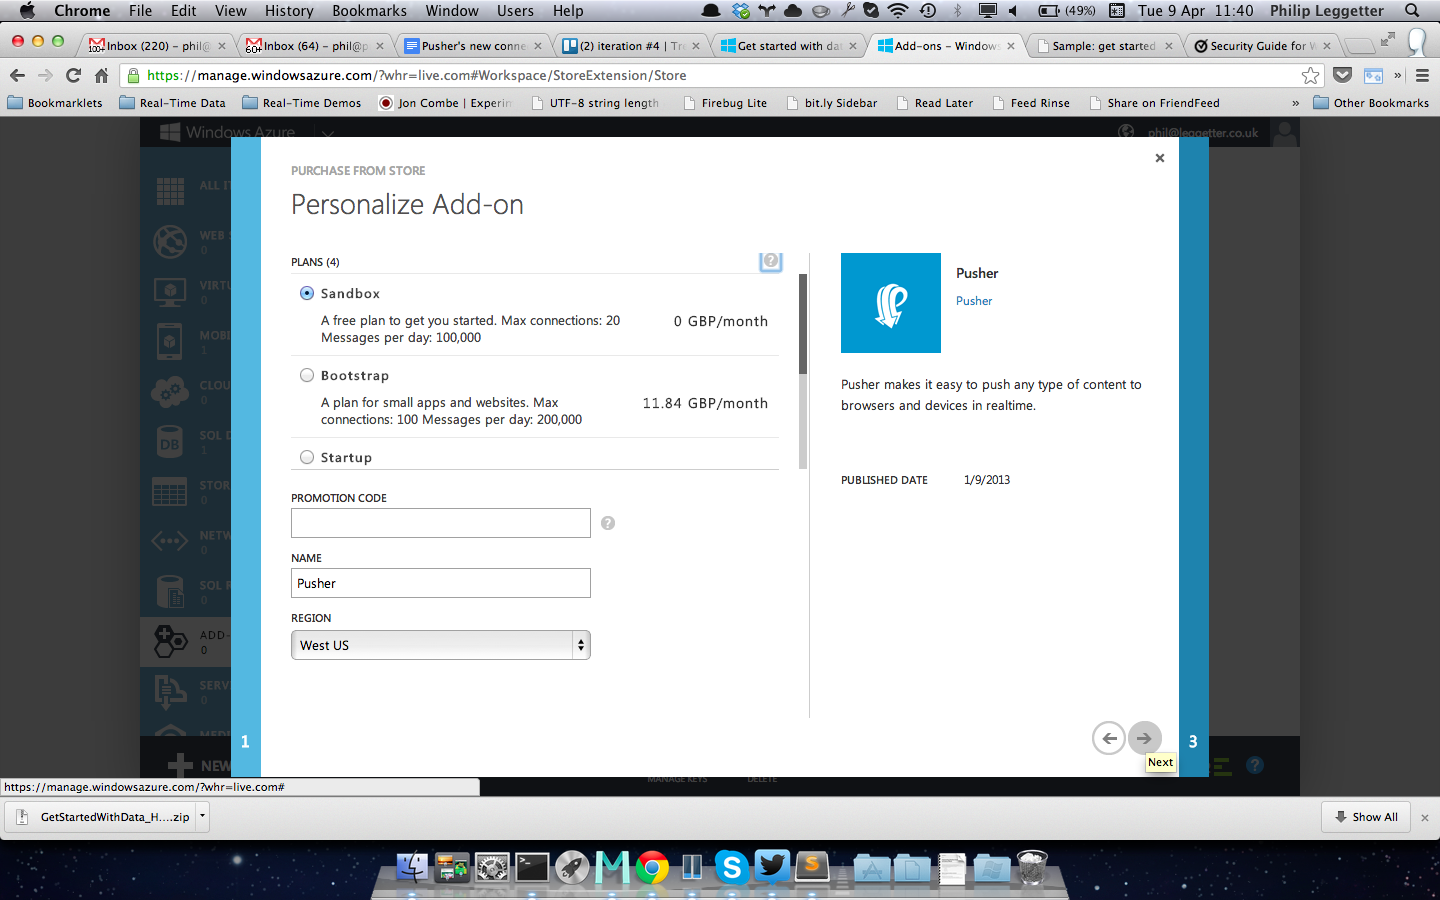 Chrome File Edit View History Bookmarks Window Users Help (49%) Tue 9 Apr 11:40 Philip Leggetter
100+ Inbox (220) – phil@ 60+ Inbox (64) – phil@p Pusher's new conne (2) iteration #4 | Tra Get started with dat Add-ons – Windows Sample: get started Security Guide for W
https://manage.windowsazure.com/?whr=live.com#Workspace/StoreExtension/Store
Bookmarklets Real-Time Data Real-Time Demos Jon Combe | Experim UTF-8 string length Firebug Lite bit.ly Sidebar Later Read Later Feed Rinse Share on FriendFeed » Other Bookmarks
Windows Azure phil@leggetter.co.uk
PURCHASE FROM STORE
Personalize Add-on
PLANS (4) ?
Sandbox
A free plan to get you started. Max connections: 20 0 GBP/month
Messages per day: 100,000
Bootstrap
A plan for small apps and websites. Max 11.84 GBP/month
connections: 100 Messages per day: 200,000
Startup
PROMOTION CODE
?
NAME
Pusher
REGION
West US
Pusher
Pusher
Pusher makes it easy to push any type of content to
browsers and devices in realtime.
PUBLISHED DATE 1/9/2013
ALL IT
WEB S
0
VIRTU
0
MOBI
1
CLOU
0
SQL D
DB
1
STOR
0
NETW
0
SQL R
0
ADD-
0
SERV
0
MEDI
1
3
Next
NEW
MANAGE KEYS DELETE
?
https://manage.windowsazure.com/?whr=live.com#
GetStartedWithData_H....zip Show All